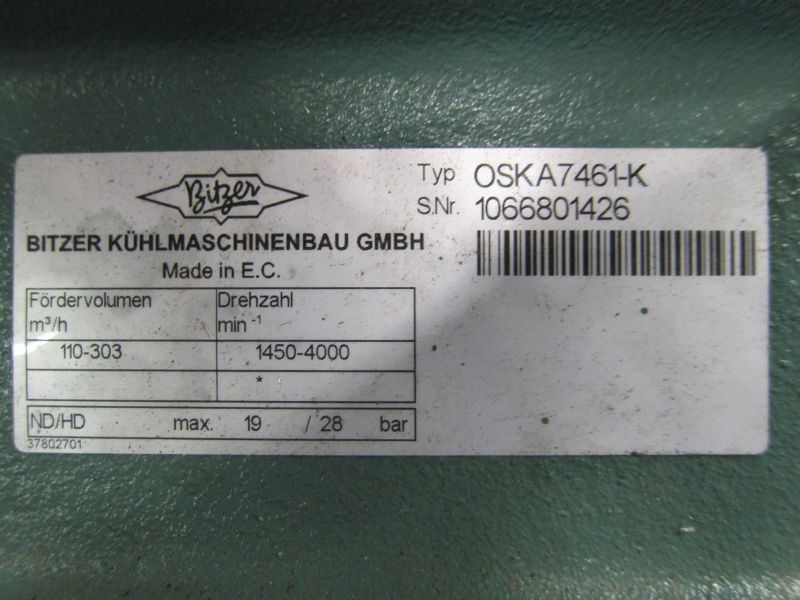 Bitzer
BITZER KÜHLMASCHINENBAU GMBH
Made in E.C.
Typ OSKA7461-K
S.Nr. 1066801426
Fördervolumen Drehzahl
m³/h min -1
110-303 1450-4000
*
ND/HD max. 19 / 28 bar
37802701